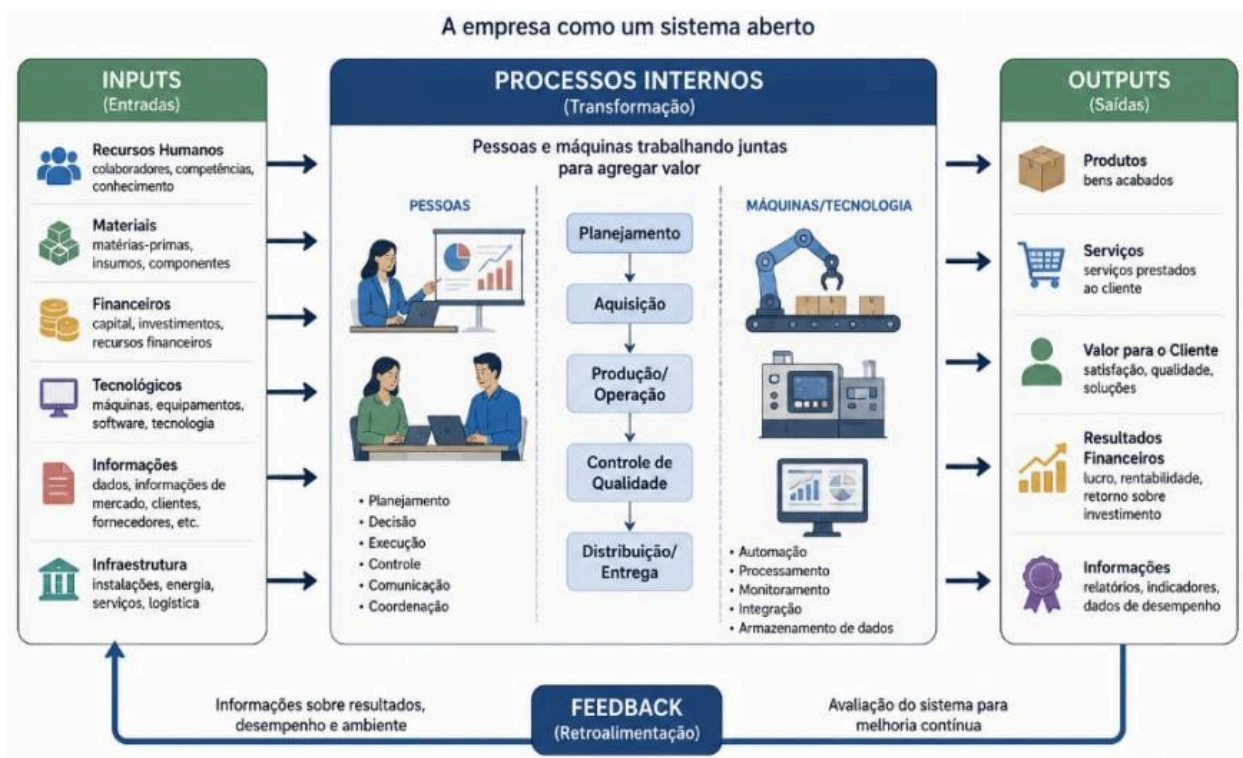 A empresa como um sistema aberto
INPUTS
(Entradas)
Recursos Humanos
colaboradores, competências,
conhecimento
Materiais
matérias-primas,
insumos, componentes
Financeiros
capital, investimentos,
recursos financeiros
Tecnológicos
máquinas, equipamentos,
software, tecnologia
Informações
dados, informações de
mercado, clientes,
fornecedores, etc.
Infraestrutura
instalações, energia,
serviços, logística
PROCESSOS INTERNOS
(Transformação)
Pessoas e máquinas trabalhando juntas
para agregar valor
PESSOAS
• Planejamento
• Decisão
• Execução
• Controle
• Comunicação
• Coordenação
Planejamento
Aquisição
Produção/
Operação
Controle de
Qualidade
Distribuição/
Entrega
MÁQUINAS/TECNOLOGIA
• Automação
• Processamento
• Monitoramento
• Integração
• Armazenamento de dados
OUTPUTS
(Saídas)
Produtos
bens acabados
Serviços
serviços prestados
ao cliente
Valor para o Cliente
satisfação, qualidade,
soluções
Resultados
Financeiros
lucro, rentabilidade,
retorno sobre
investimento
Informações
relatórios, indicadores,
dados de desempenho
Informações sobre resultados,
desempenho e ambiente
FEEDBACK
(Retroalimentação)
Avaliação do sistema para
melhoria contínua